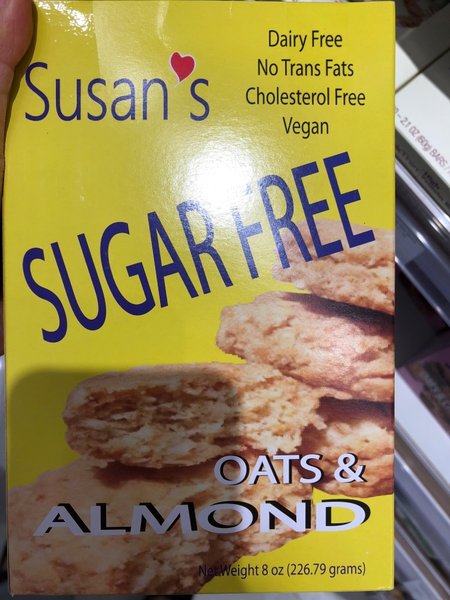 Susan's
Dairy Free
No Trans Fats
Cholesterol Free
Vegan
SUGAR FREE
OATS &
ALMOND
Net Weight 8 oz (226.79 grams)